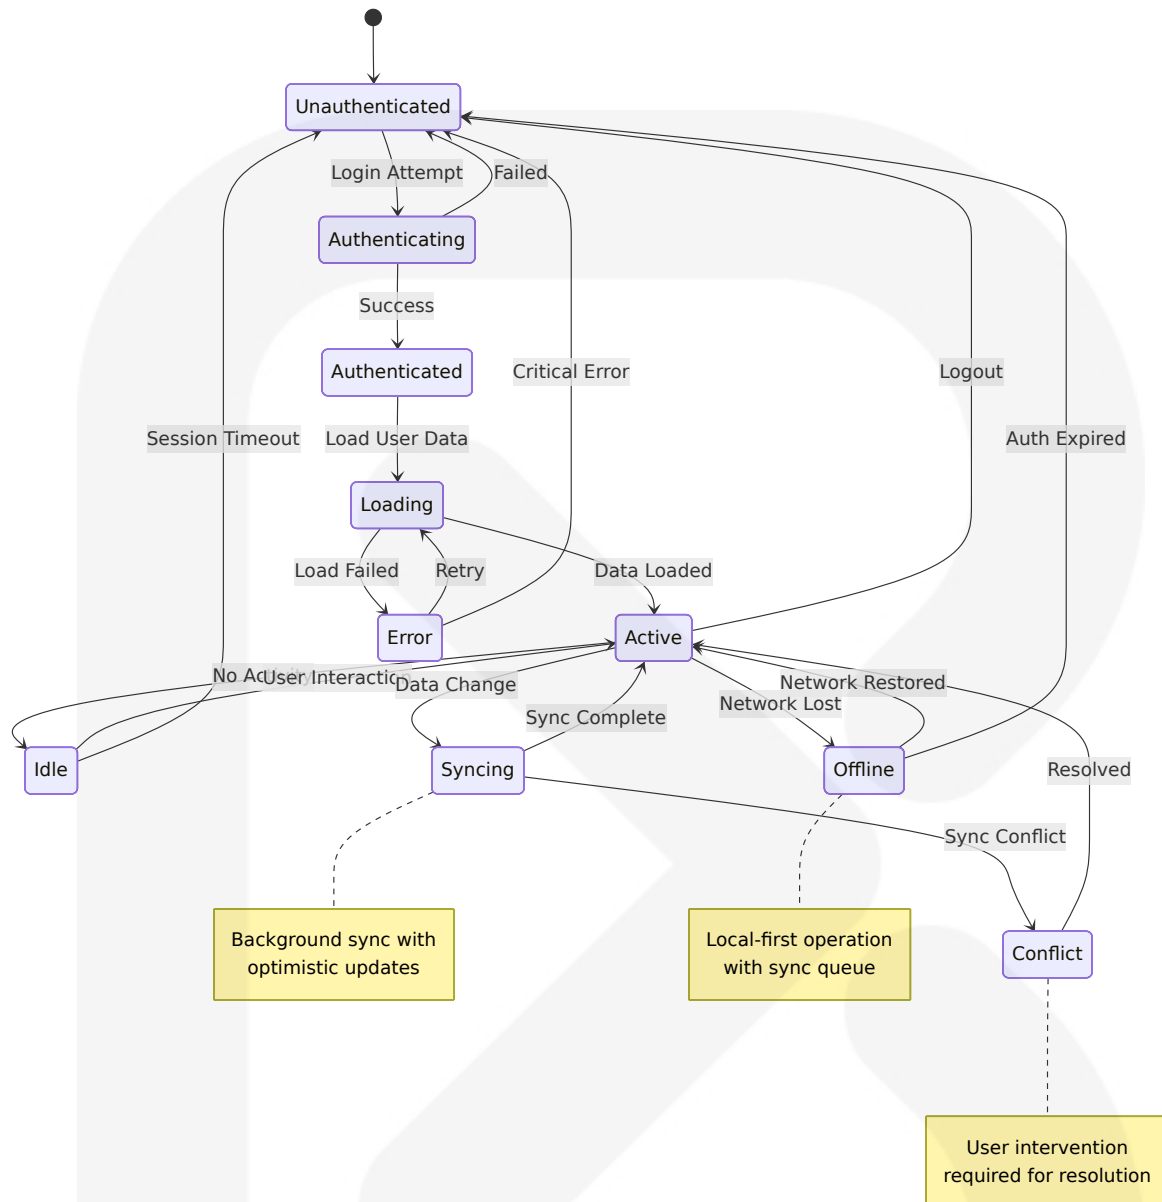 Unauthenticated
Login Attempt
Failed
Authenticating
Success
Authenticated
Critical Error
Logout
Session Timeout
Load User Data
Auth Expired
Loading
Load Failed
Retry
Data Loaded
Error
Active
No Activity
User Interaction
Data Change
Network Restored
Network Lost
Sync Complete
Idle
Syncing
Offline
Resolved
Sync Conflict
Background sync with
optimistic updates
Local-first operation
with sync queue
Conflict
User intervention
required for resolution